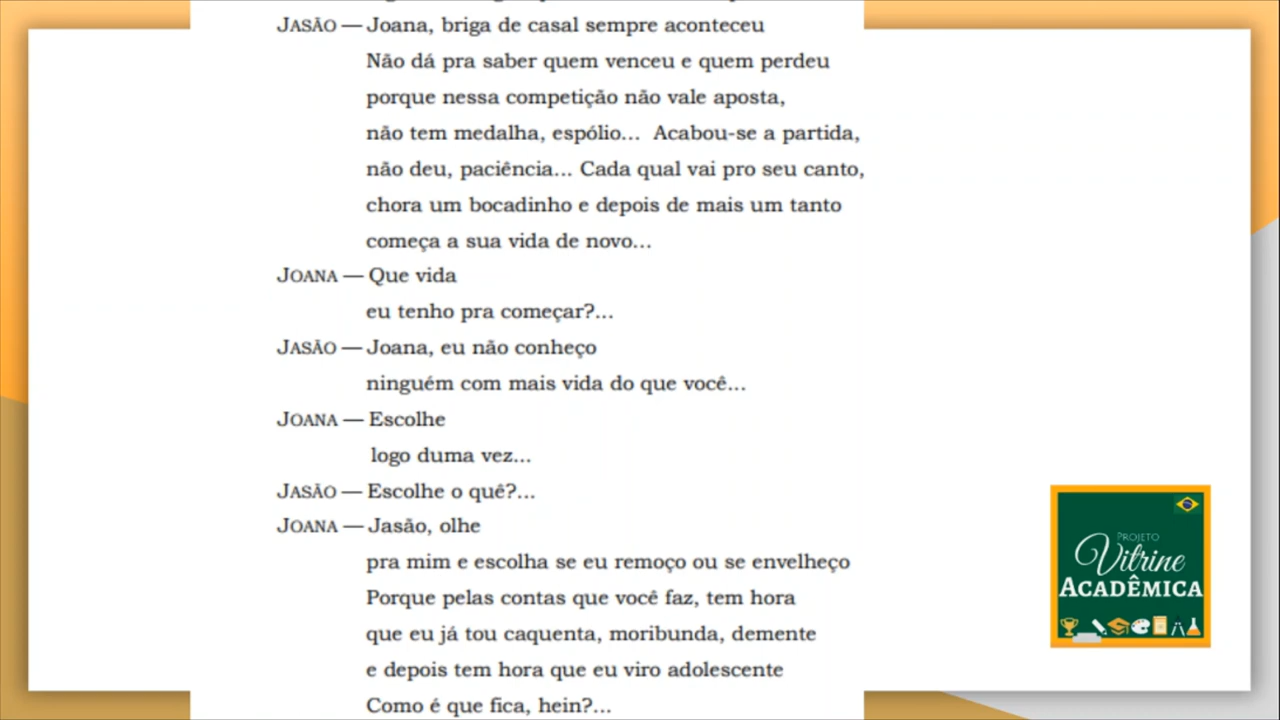 JASÃO — Joana, briga de casal sempre aconteceu
Não dá pra saber quem venceu e quem perdeu
porque nessa competição não vale aposta,
não tem medalha, espólio... Acabou-se a partida,
não deu, paciência... Cada qual vai pro seu canto,
chora um bocadinho e depois de mais um tanto
começa a sua vida de novo...
JOANA — Que vida
eu tenho pra começar?...
JASÃO — Joana, eu não conheço
ninguém com mais vida do que você...
JOANA — Escolhe
logo duma vez...
JASÃO — Escolhe o quê?...
JOANA — Jasão, olhe
pra mim e escolha se eu remoço ou se envelheço
Porque pelas contas que você faz, tem hora
que eu já tou caquenta, moribunda, demente
e depois tem hora que eu viro adolescente
Como é que fica, hein?...
PROJETO
Vitrine
ACADÊMICA